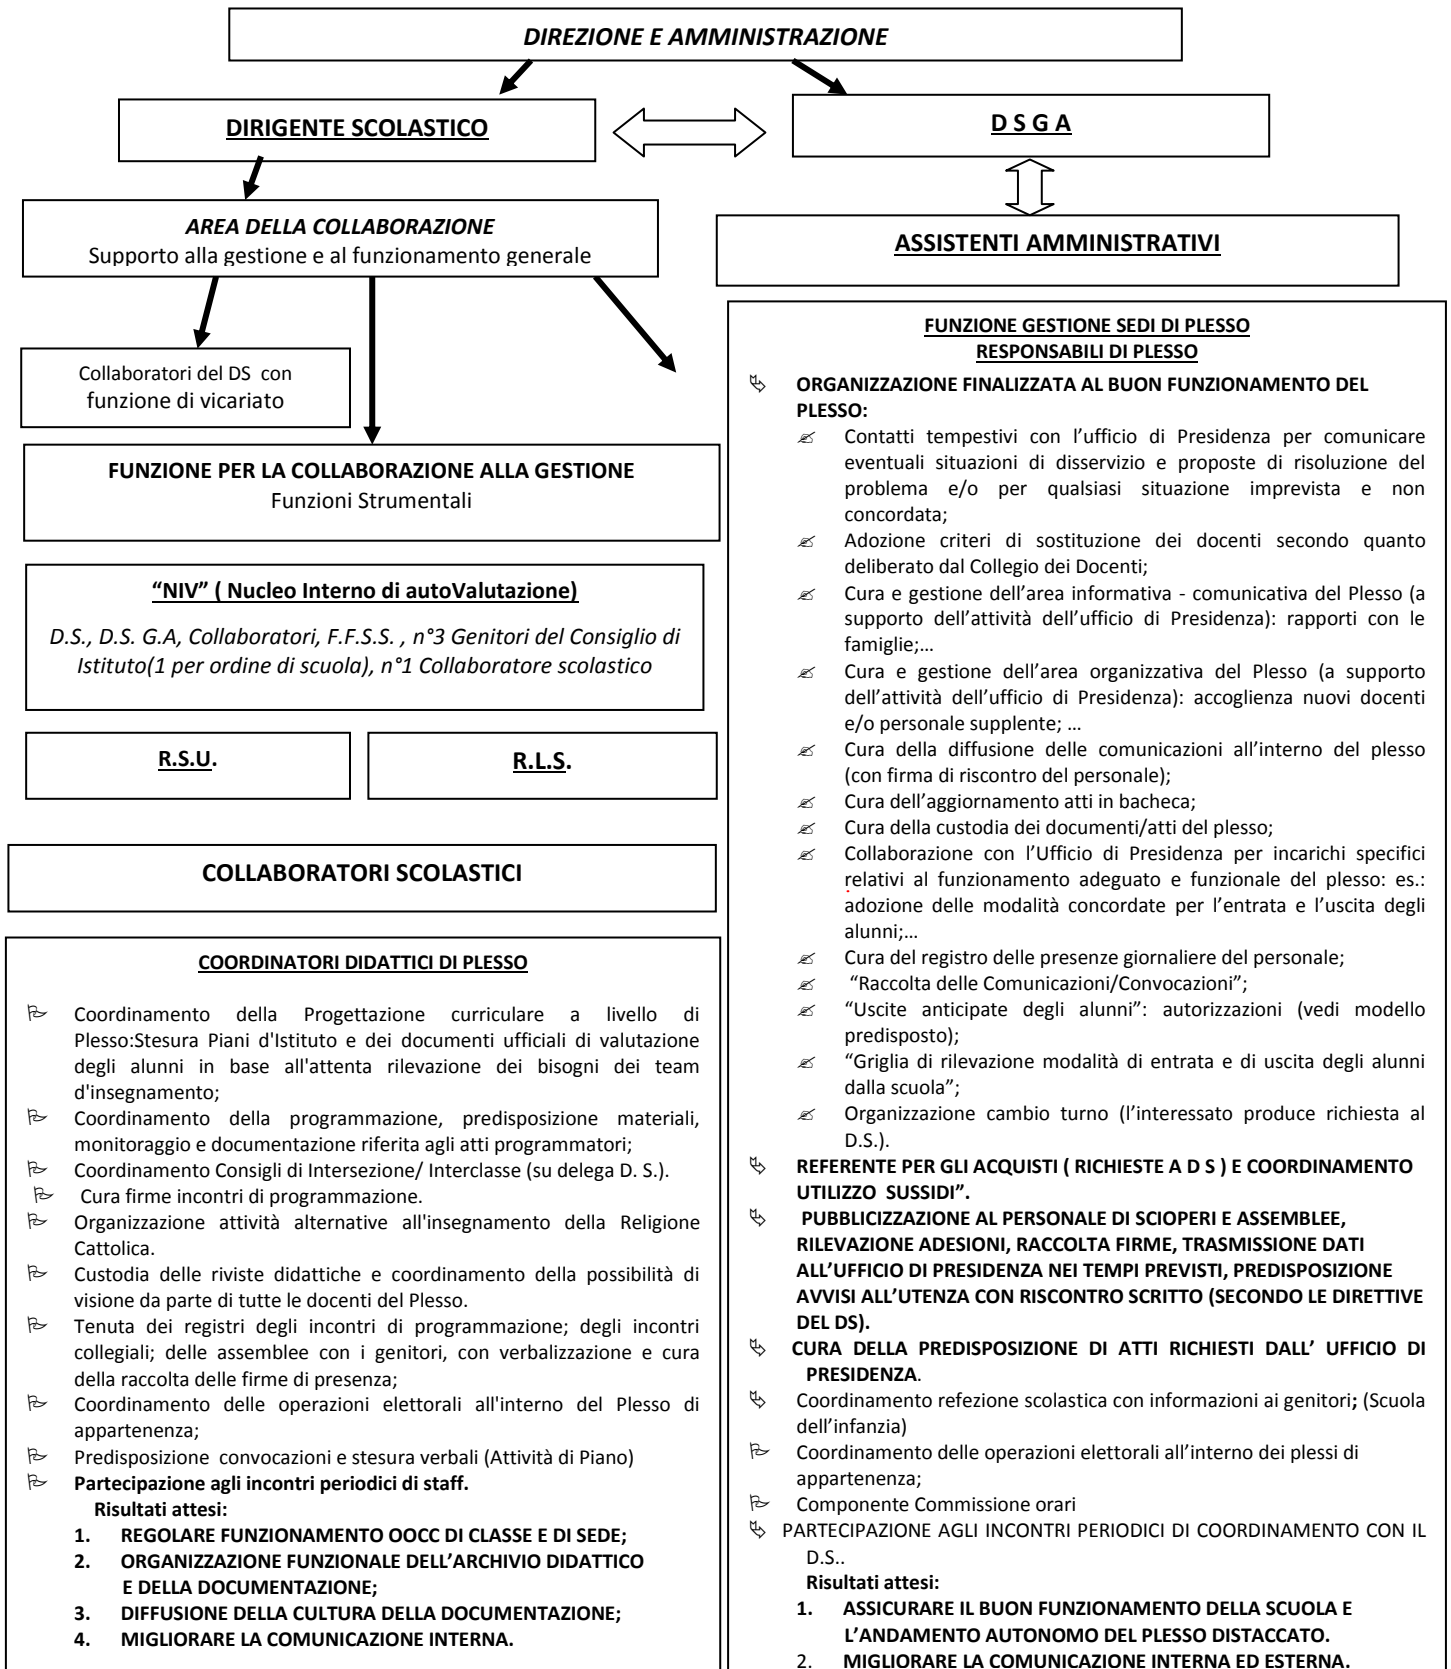 DIREZIONE E AMMINISTRAZIONE
DIRIGENTE SCOLASTICO
D S G A
AREA DELLA COLLABORAZIONE
Supporto alla gestione e al funzionamento generale
ASSISTENTI AMMINISTRATIVI
Collaboratori del DS con
funzione di vicariato
FUNZIONE PER LA COLLABORAZIONE ALLA GESTIONE
Funzioni Strumentali
“NIV” ( Nucleo Interno di autoValutazione)
D.S., D.S. G.A, Collaboratori, F.F.S.S. , n°3 Genitori del Consiglio di
Istituto(1 per ordine di scuola), n°1 Collaboratore scolastico
R.S.U.
R.L.S.
COLLABORATORI SCOLASTICI
COORDINATORI DIDATTICI DI PLESSO
Coordinamento della Progettazione curriculare a livello di
Plesso:Stesura Piani d'Istituto e dei documenti ufficiali di valutazione
degli alunni in base all'attenta rilevazione dei bisogni dei team
d'insegnamento;
Coordinamento della programmazione, predisposizione materiali,
monitoraggio e documentazione riferita agli atti programmatori;
Coordinamento Consigli di Intersezione/ Interclasse (su delega D. S.).
Cura firme incontri di programmazione.
Organizzazione attività alternative all'insegnamento della Religione
Cattolica.
Custodia delle riviste didattiche e coordinamento della possibilità di
visione da parte di tutte le docenti del Plesso.
Tenuta dei registri degli incontri di programmazione; degli incontri
collegiali; delle assemblee con i genitori, con verbalizzazione e cura
della raccolta delle firme di presenza;
Coordinamento delle operazioni elettorali all'interno del Plesso di
appartenenza;
Predisposizione convocazioni e stesura verbali (Attività di Piano)
Partecipazione agli incontri periodici di staff.
Risultati attesi:
1. REGOLARE FUNZIONAMENTO OOCC DI CLASSE E DI SEDE;
2. ORGANIZZAZIONE FUNZIONALE DELL’ARCHIVIO DIDATTICO
E DELLA DOCUMENTAZIONE;
3. DIFFUSIONE DELLA CULTURA DELLA DOCUMENTAZIONE;
4. MIGLIORARE LA COMUNICAZIONE INTERNA.
FUNZIONE GESTIONE SEDI DI PLESSO
RESPONSABILI DI PLESSO
ORGANIZZAZIONE FINALIZZATA AL BUON FUNZIONAMENTO DEL
PLESSO:
Contatti tempestivi con l’ufficio di Presidenza per comunicare
eventuali situazioni di disservizio e proposte di risoluzione del
problema e/o per qualsiasi situazione imprevista e non
concordata;
Adozione criteri di sostituzione dei docenti secondo quanto
deliberato dal Collegio dei Docenti;
Cura e gestione dell’area informativa - comunicativa del Plesso (a
supporto dell’attività dell’ufficio di Presidenza): rapporti con le
famiglie;…
Cura e gestione dell’area organizzativa del Plesso (a supporto
dell’attività dell’ufficio di Presidenza): accoglienza nuovi docenti
e/o personale supplente; …
Cura della diffusione delle comunicazioni all’interno del plesso
(con firma di riscontro del personale);
Cura dell’aggiornamento atti in bacheca;
Cura della custodia dei documenti/atti del plesso;
Collaborazione con l’Ufficio di Presidenza per incarichi specifici
relativi al funzionamento adeguato e funzionale del plesso: es.:
adozione delle modalità concordate per l’entrata e l’uscita degli
alunni;…
Cura del registro delle presenze giornaliere del personale;
“Raccolta delle Comunicazioni/Convocazioni”;
“Uscite anticipate degli alunni”: autorizzazioni (vedi modello
predisposto);
“Griglia di rilevazione modalità di entrata e di uscita degli alunni
dalla scuola”;
Organizzazione cambio turno (l’interessato produce richiesta al
D.S.).
REFERENTE PER GLI ACQUISTI ( RICHIESTE A D S ) E COORDINAMENTO
UTILIZZO SUSSIDI”.
PUBBLICIZZAZIONE AL PERSONALE DI SCIOPERI E ASSEMBLEE,
RILEVAZIONE ADESIONI, RACCOLTA FIRME, TRASMISSIONE DATI
ALL’UFFICIO DI PRESIDENZA NEI TEMPI PREVISTI, PREDISPOSIZIONE
AVVISI ALL’UTENZA CON RISCONTRO SCRITTO (SECONDO LE DIRETTIVE
DEL DS).
CURA DELLA PREDISPOSIZIONE DI ATTI RICHIESTI DALL’ UFFICIO DI
PRESIDENZA.
Coordinamento refezione scolastica con informazioni ai genitori; (Scuola
dell’infanzia)
Coordinamento delle operazioni elettorali all’interno dei plessi di
appartenenza;
Componente Commissione orari
PARTECIPAZIONE AGLI INCONTRI PERIODICI DI COORDINAMENTO CON IL
D.S..
Risultati attesi:
1. ASSICURARE IL BUON FUNZIONAMENTO DELLA SCUOLA E
L’ANDAMENTO AUTONOMO DEL PLESSO DISTACCATO.
2. MIGLIORARE LA COMUNICAZIONE INTERNA ED ESTERNA.